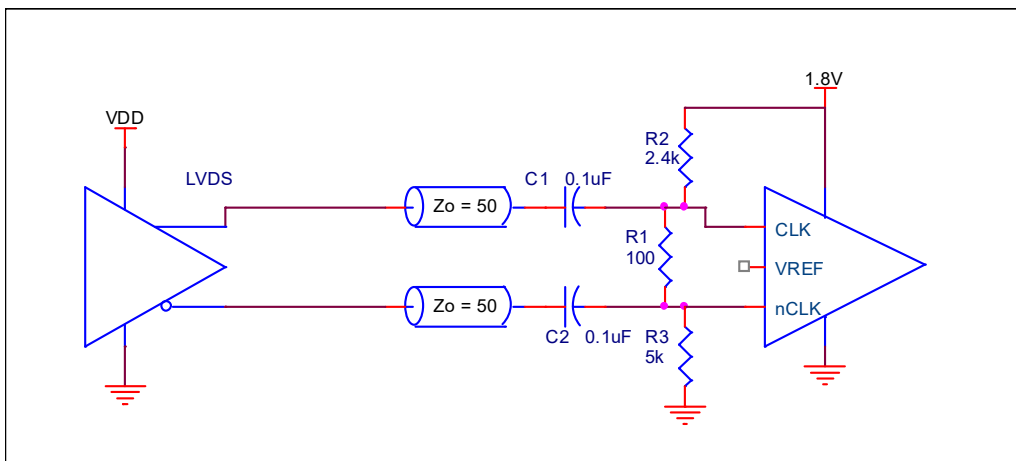 1.8V
VDD
R2
2.4k
LVDS
C1
0.1uF
Zo = 50
R1
100
CLK
VREF
nCLK
Zo = 50
C2
0.1uF
R3
5k